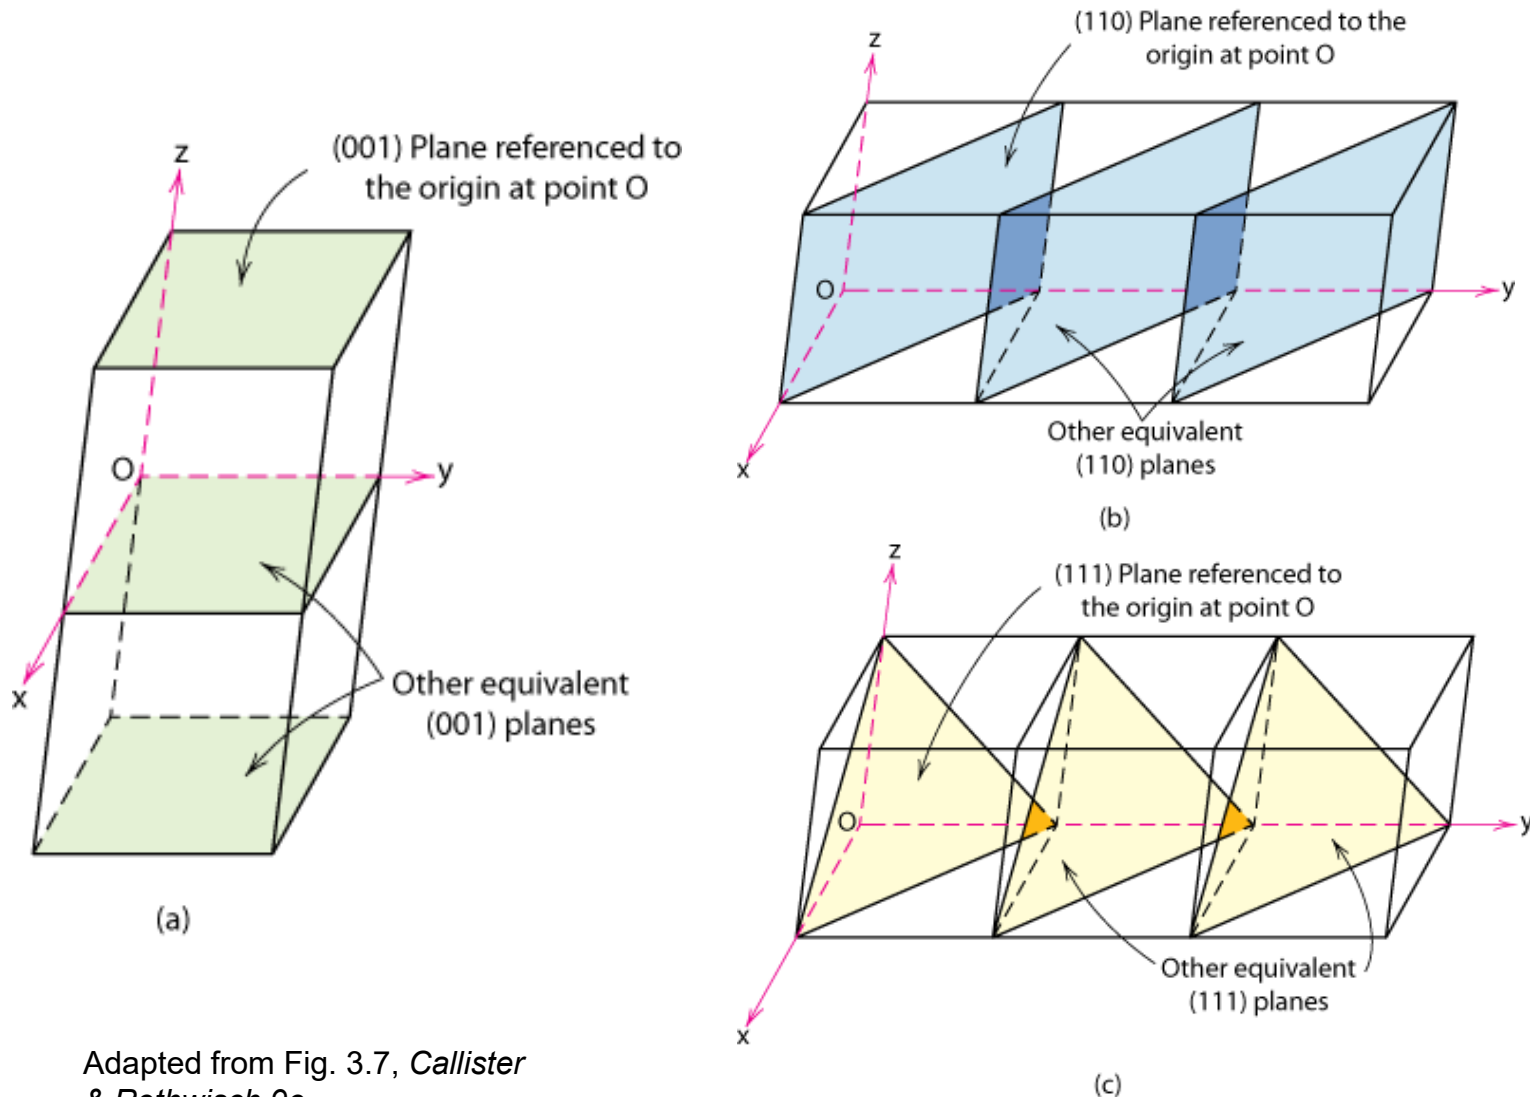 z
(001) Plane referenced to
the origin at point O
O
y
x
Other equivalent
(001) planes
(a)
(110) Plane referenced to the
origin at point O
z
O
y
x
Other equivalent
(110) planes
(b)
z
(111) Plane referenced to
the origin at point O
O
y
x
Other equivalent
(111) planes
(c)
Adapted from Fig. 3.7, Callister
& Rethwisch 9e